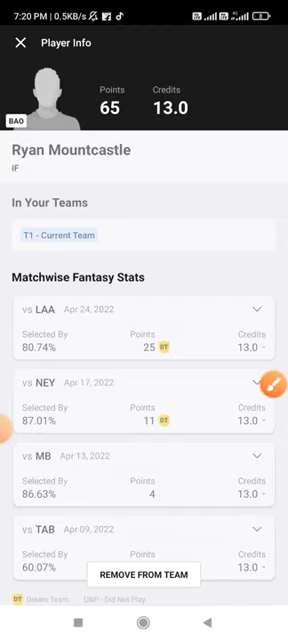 7:20 PM | 0.5KB/s
Player Info
Points
Credits
65
13.0
BAO
Ryan Mountcastle
IF
In Your Teams
T1 - Current Team
Matchwise Fantasy Stats
vs LAA Apr 24, 2022
Selected By Points Credits
80.74% 25 DT 13.0
vs NEY Apr 17, 2022
Selected By Points Credits
87.01% 11 DT 13.0
vs MB Apr 13, 2022
Selected By Points Credits
86.63% 4 13.0
vs TAB Apr 09, 2022
Selected By Points Credits
60.07% 13.0
REMOVE FROM TEAM
DT Dream Team DNP - Did Not Play